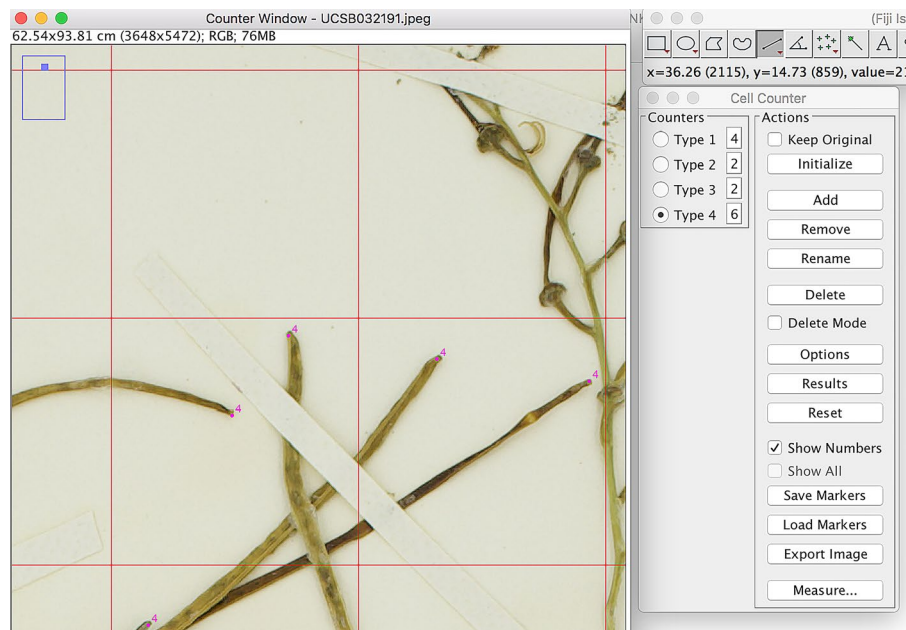 Counter Window - UCSB032191.jpeg
(Fiji Is
62.54x93.81 cm (3648x5472); RGB; 76MB
x=36.26 (2115), y=14.73 (859), value=2
Cell Counter
Counters
Type 1 4
Type 2 2
Type 3 2
Type 4 6
Actions
Keep Original
Initialize
Add
Remove
Rename
Delete
Delete Mode
Options
Results
Reset
Show Numbers
Show All
Save Markers
Load Markers
Export Image
Measure...
4
4
4
4
4